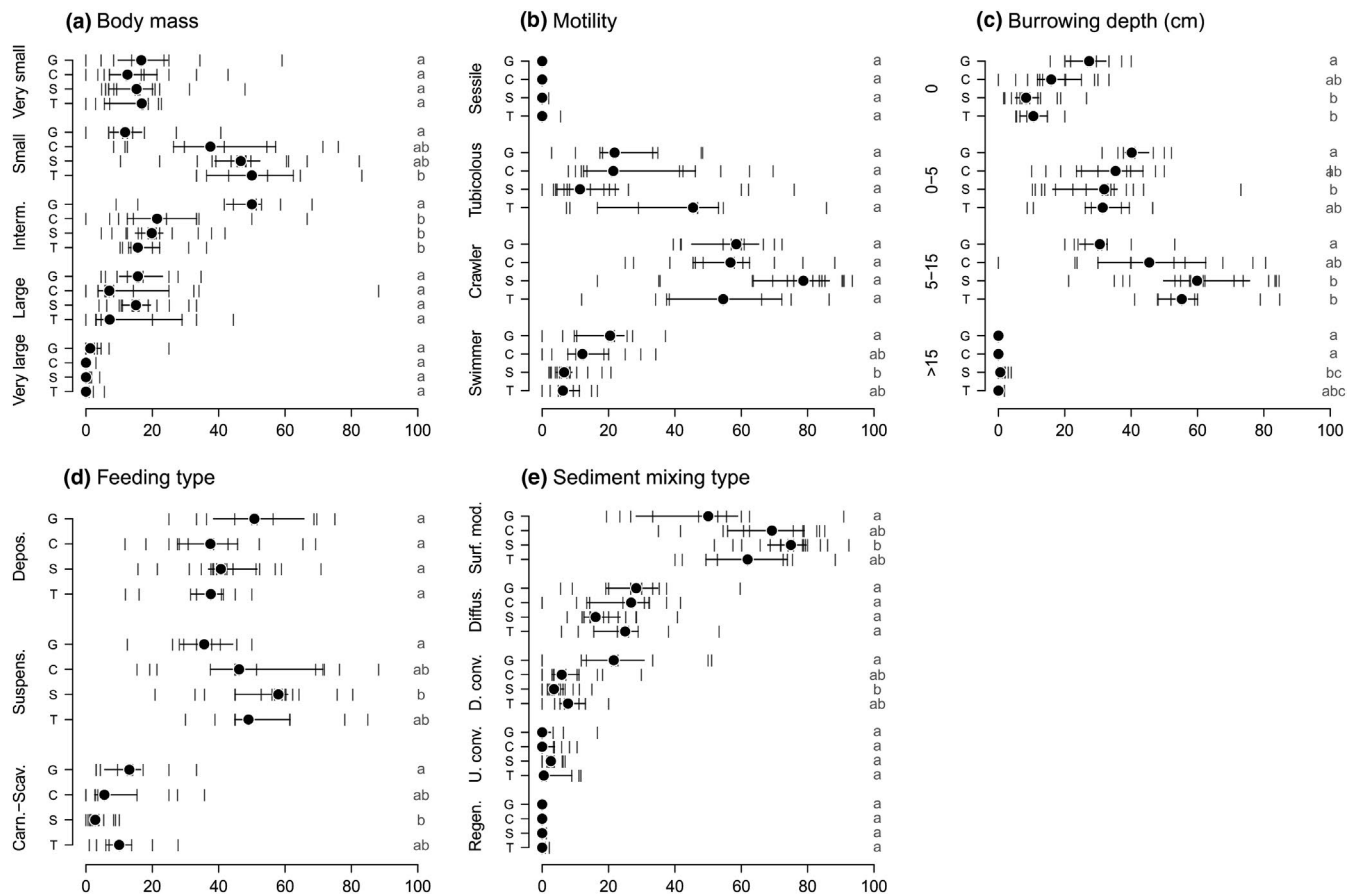 (a) Body mass
Very small
G a
C a
S a
T a
Small
G a
C ab
S ab
T b
Interm.
G a
C b
S b
T b
Large
G a
C a
S a
T a
Very large
G a
C a
S a
T a
0 20 40 60 80 100
(b) Motility
Sessile
G a
C a
S a
T a
Tubicolous
G a
C a
S a
T a
Crawler
G a
C a
S a
T a
Swimmer
G a
C ab
S b
T ab
0 20 40 60 80 100
(c) Burrowing depth (cm)
0
G a
C ab
S b
T b
0−5
G a
C ab
S b
T ab
5−15
G a
C ab
S b
T b
>15
G a
C a
S bc
T abc
0 20 40 60 80 100
(d) Feeding type
Depos.
G a
C a
S a
T a
Suspens.
G a
C ab
S b
T ab
Carn.−Scav.
G a
C ab
S b
T ab
0 20 40 60 80 100
(e) Sediment mixing type
Surf. mod.
G a
C ab
S b
T ab
Diffus.
G a
C a
S a
T a
D. conv.
G a
C ab
S b
T ab
U. conv.
G a
C a
S a
T a
Regen.
G a
C a
S a
T a
0 20 40 60 80 100